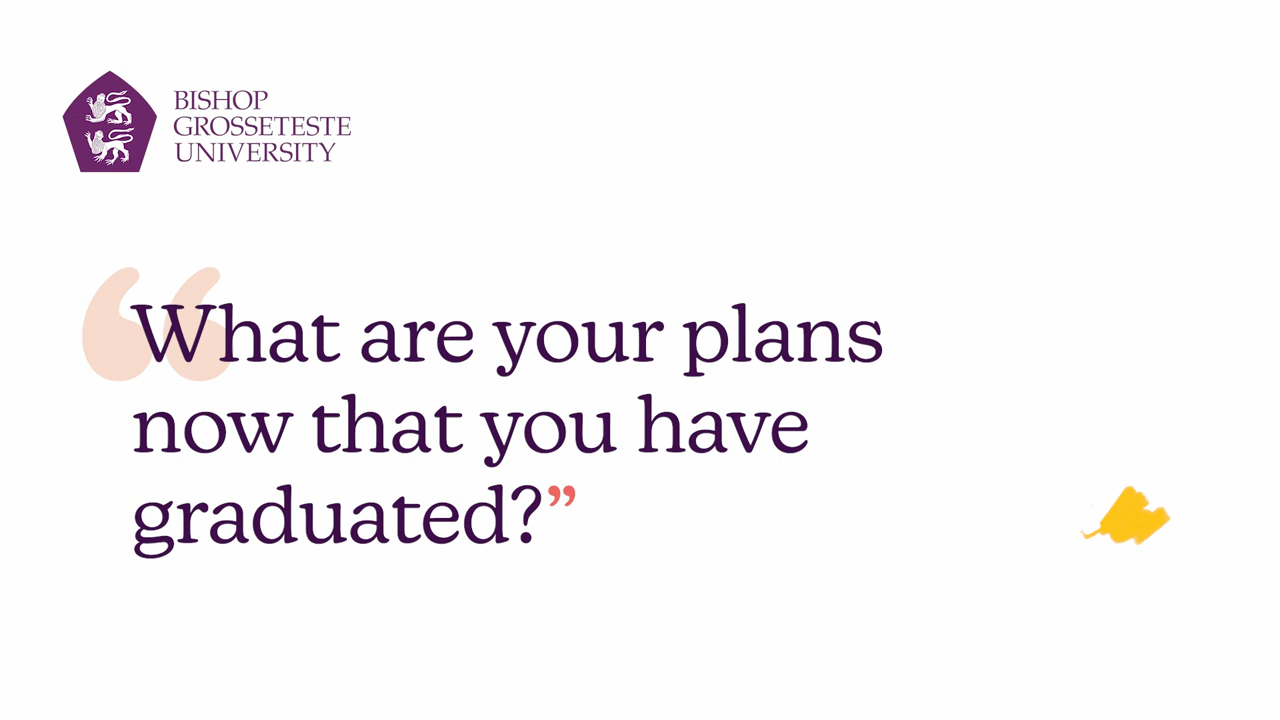 BISHOP
GROSSETESTE
UNIVERSITY
“What are your plans
now that you have
graduated?”